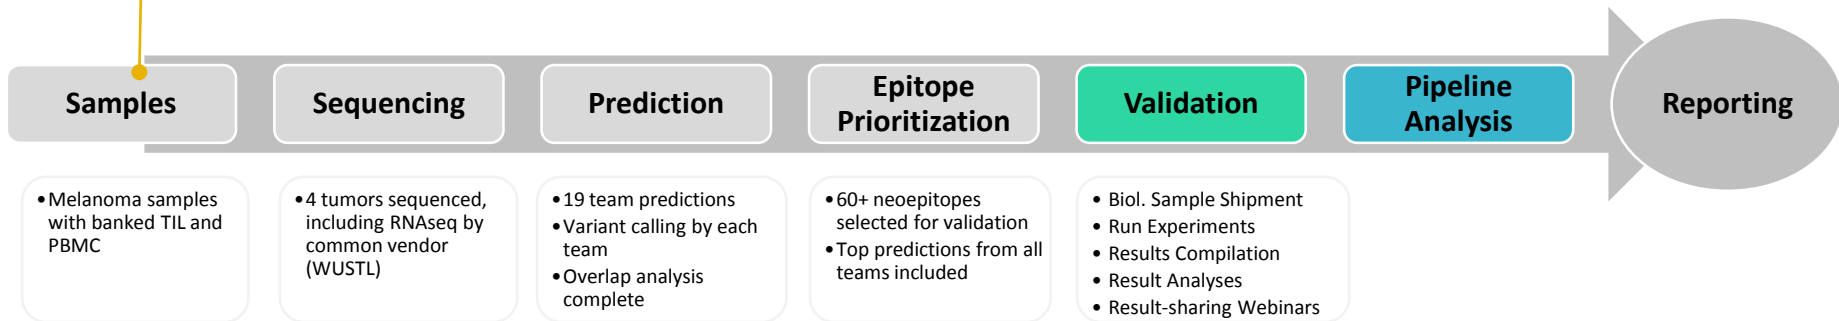 Samples
Sequencing
Prediction
Epitope
Prioritization
Validation
Pipeline
Analysis
Reporting
•Melanoma samples
with banked TIL and
PBMC
•4 tumors sequenced,
including RNAseq by
common vendor
(WUSTL)
•19 team predictions
•Variant calling by each
team
•Overlap analysis
complete
•60+ neoepitopes
selected for validation
•Top predictions from all
teams included
• Biol. Sample Shipment
• Run Experiments
• Results Compilation
• Result Analyses
• Result-sharing Webinars